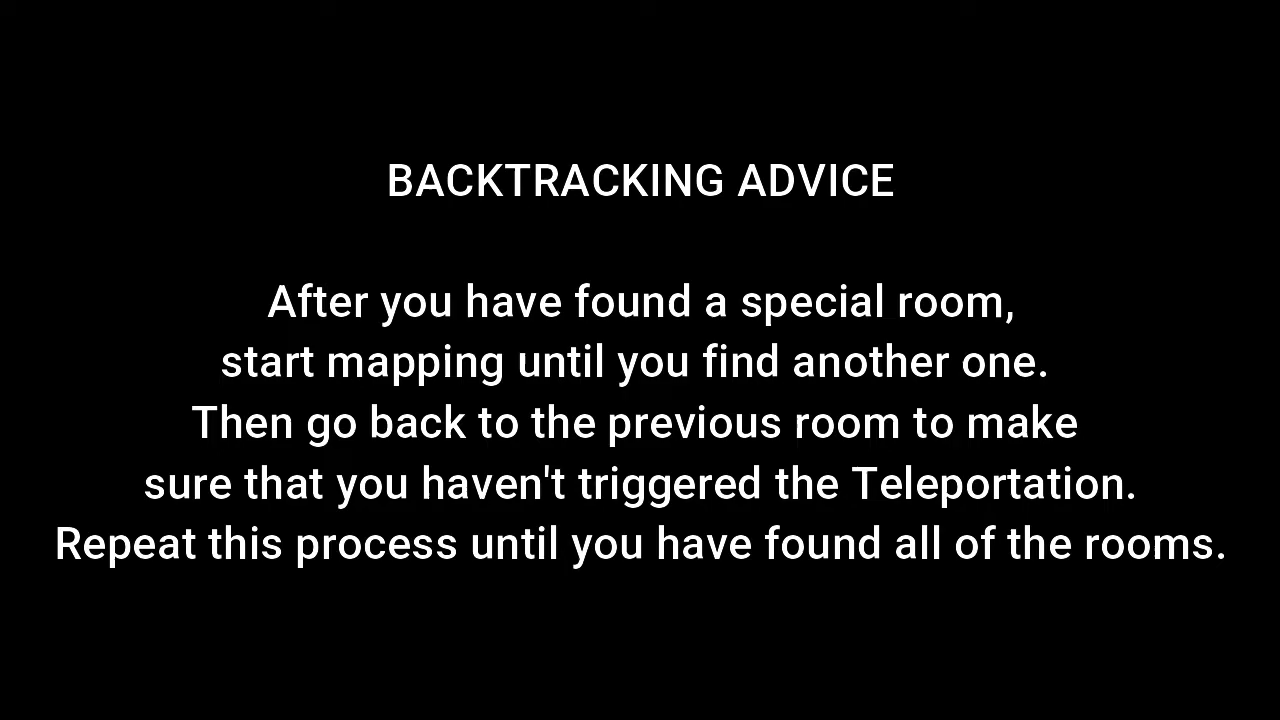 BACKTRACKING ADVICE
After you have found a special room,
start mapping until you find another one.
Then go back to the previous room to make
sure that you haven't triggered the Teleportation.
Repeat this process until you have found all of the rooms.